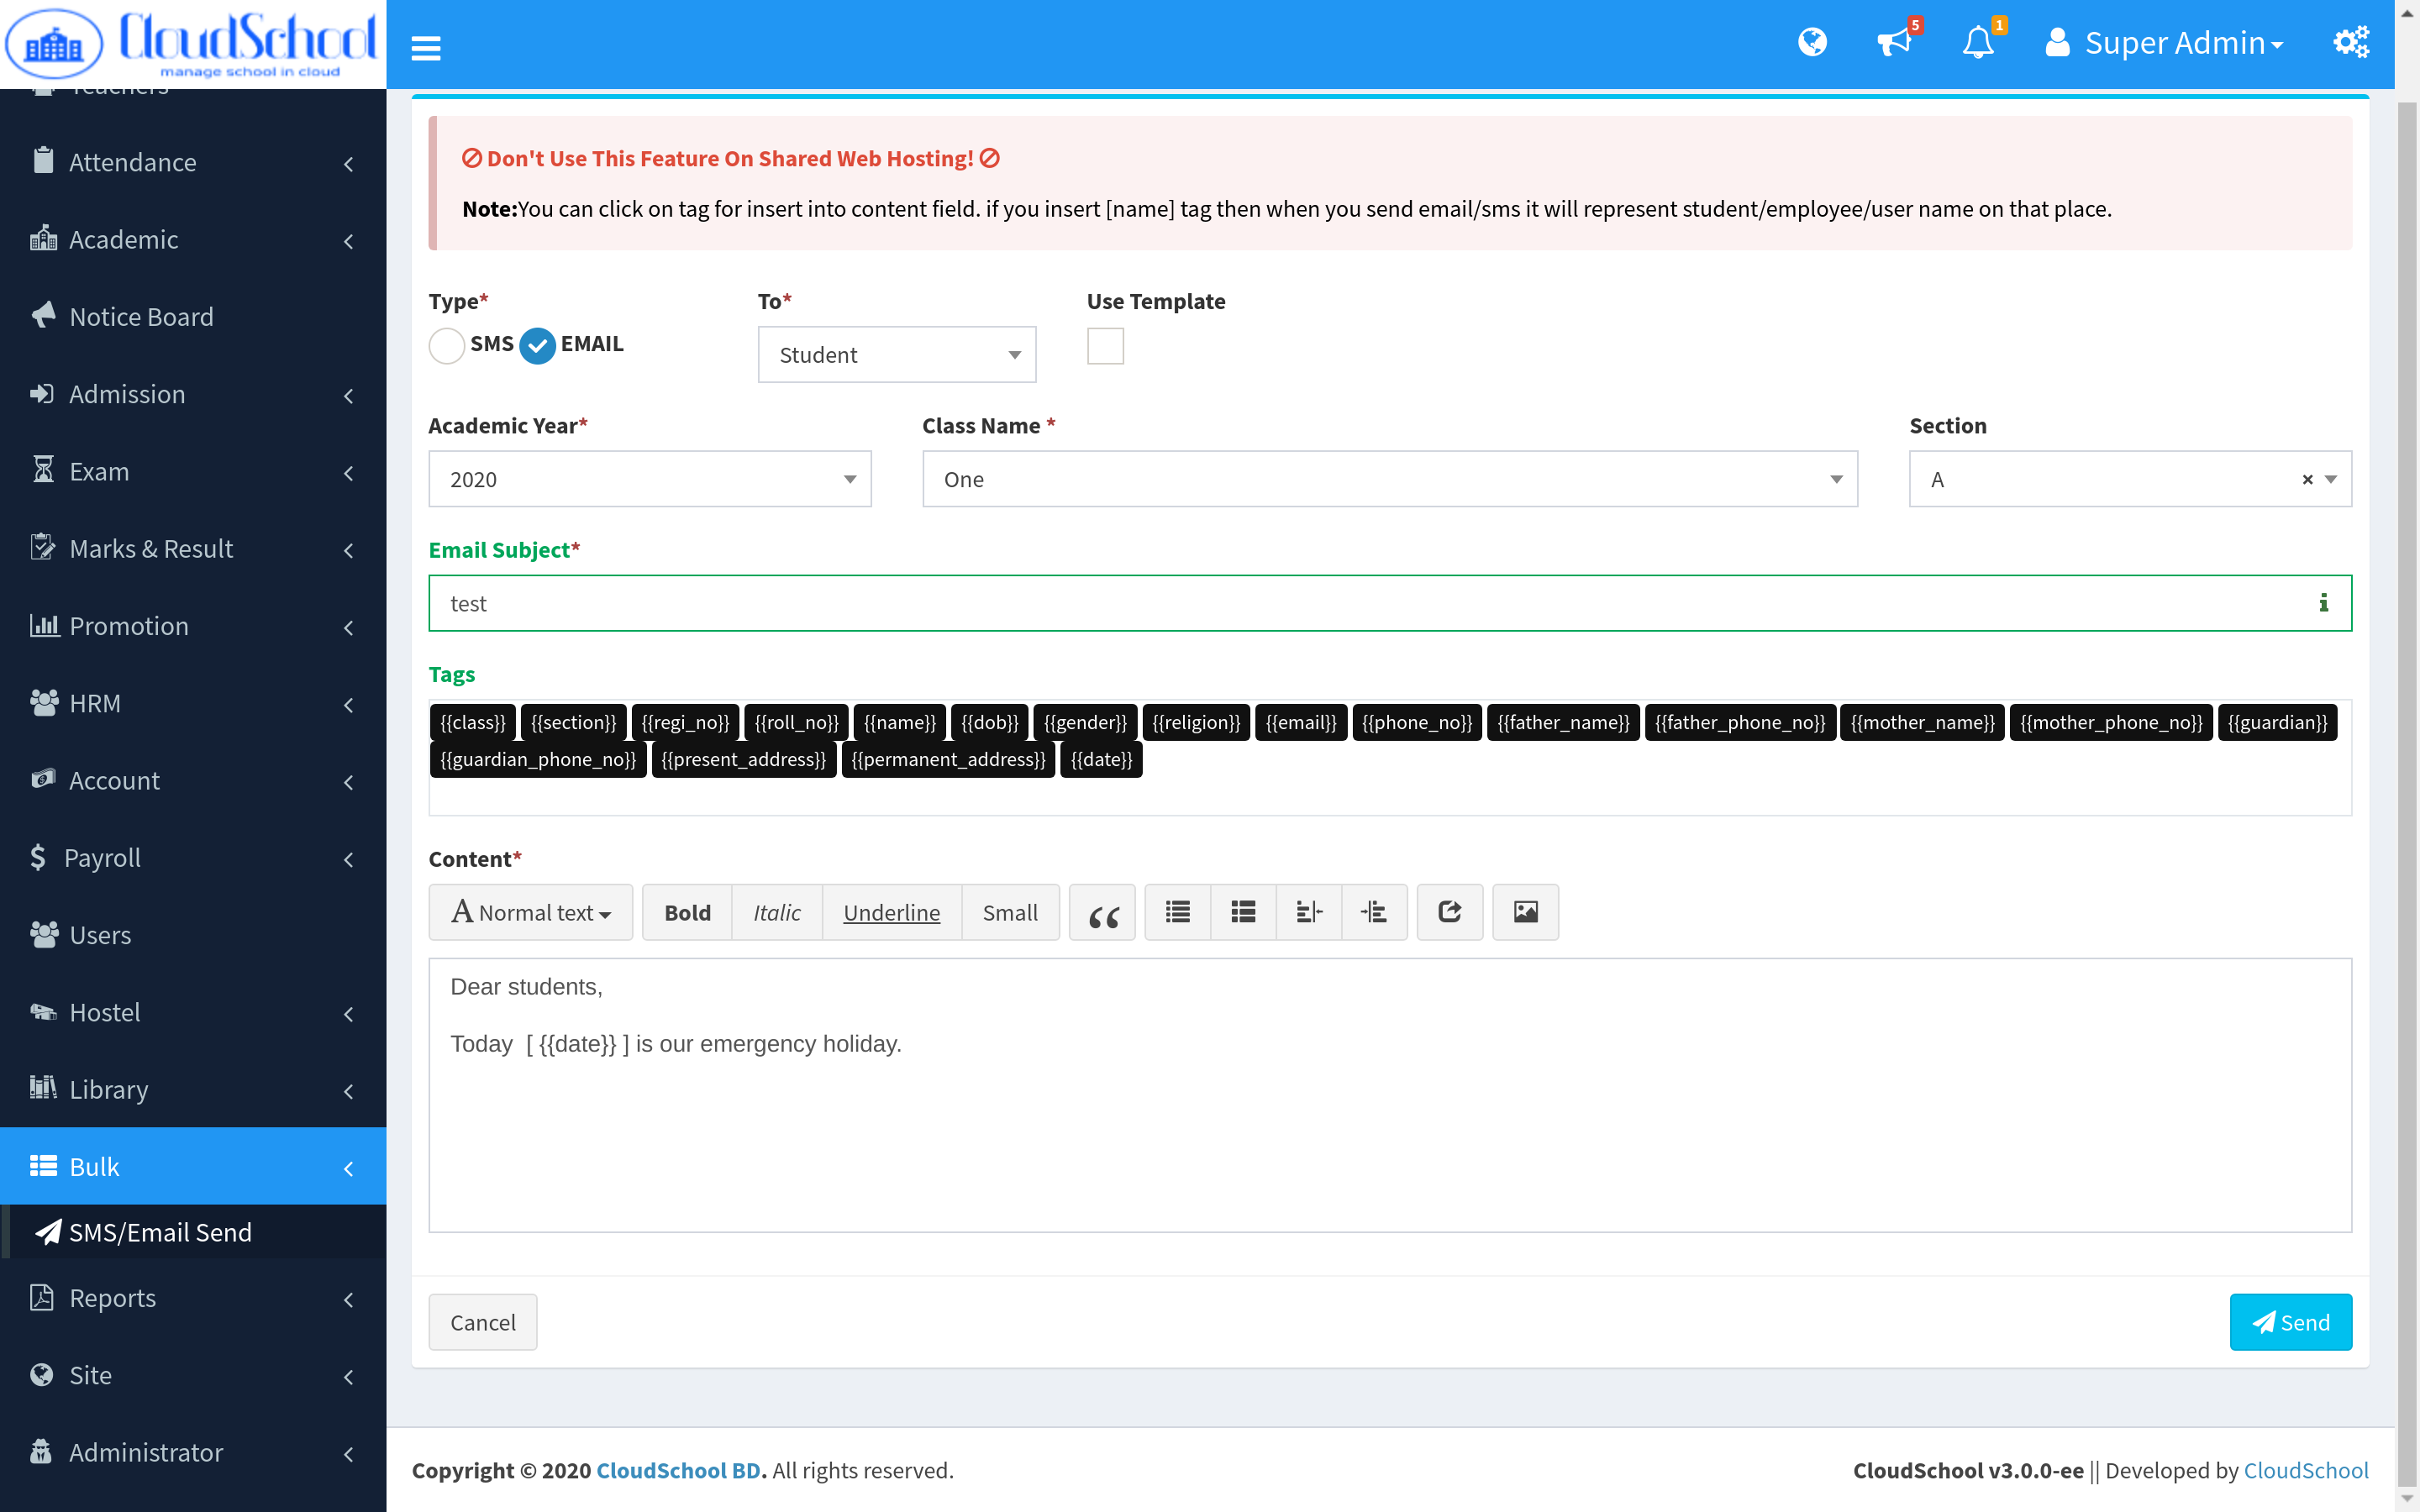 CloudSchool
manage school in cloud
5
1
Super Admin
Teachers
Attendance
Academic
Notice Board
Admission
Exam
Marks & Result
Promotion
HRM
Account
Payroll
Users
Hostel
Library
Bulk
SMS/Email Send
Reports
Site
Administrator
Don't Use This Feature On Shared Web Hosting!
Note:You can click on tag for insert into content field. if you insert [name] tag then when you send email/sms it will represent student/employee/user name on that place.
Type* To* Use Template
SMS EMAIL Student
Academic Year* Class Name * Section
2020 One A ×
Email Subject*
test
Tags
{{class}} {{section}} {{regi_no}} {{roll_no}} {{name}} {{dob}} {{gender}} {{religion}} {{email}} {{phone_no}} {{father_name}} {{father_phone_no}} {{mother_name}} {{mother_phone_no}} {{guardian}}
{{guardian_phone_no}} {{present_address}} {{permanent_address}} {{date}}
Content*
A Normal text Bold Italic Underline Small
Dear students,
Today [ {{date}} ] is our emergency holiday.
Cancel Send
Copyright © 2020 CloudSchool BD. All rights reserved. CloudSchool v3.0.0-ee || Developed by CloudSchool